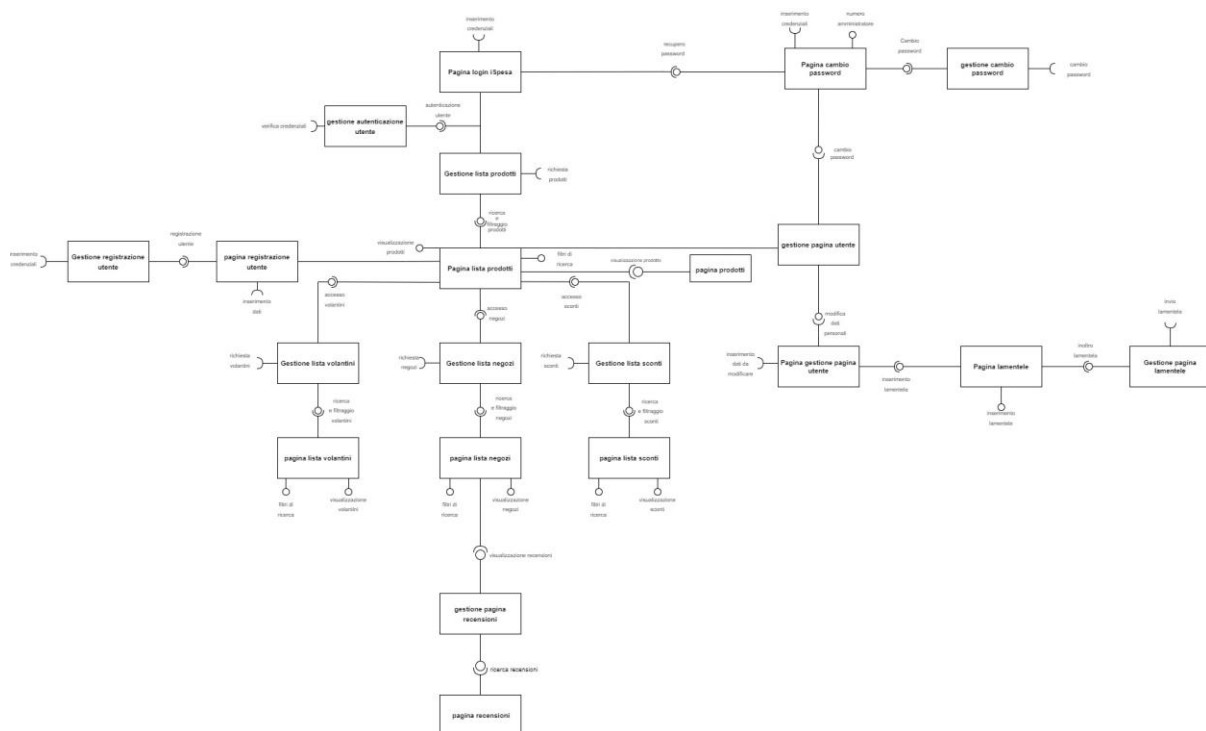 inserimento
credenziali
inserimento
credenziali
numero
amministratore
recupero
password
Cambio
password
Pagina login iSpesa
Pagina cambio
password
gestione cambio
password
cambio
password
verifica credenziali
gestione autenticazione
utente
autenticazione
utente
cambio
password
Gestione lista prodotti
richiesta
prodotti
ricerca
e
filtraggio
prodotti
registrazione
utente
visualizzazione
prodotti
gestione pagina utente
inserimento
credenziali
Gestione registrazione
utente
pagina registrazione
utente
Pagina lista prodotti
filtri di
ricerca
visualizzazione prodotto
pagina prodotti
inserimento
dati
accesso
volantini
accesso
negozi
accesso
sconti
modifica
dati
personali
invio
lamentela
richiesta
volantini
Gestione lista volantini
richiesta
negozi
Gestione lista negozi
richiesta
sconti
Gestione lista sconti
inserimento
dati da
modificare
Pagina gestione pagina
utente
inserimento
lamentela
Pagina lamentele
inoltro
lamentela
Gestione pagina
lamentele
inserimento
lamentele
ricerca
e filtraggio
volantini
ricerca
e filtraggio
negozi
ricerca
e filtraggio
sconti
pagina lista volantini
pagina lista negozi
pagina lista sconti
filtri di
ricerca
visualizzazione
volantini
filtri di
ricerca
visualizzazione
negozi
filtri di
ricerca
visualizzazione
sconti
visualizzazione recensioni
gestione pagina
recensioni
ricerca recensioni
pagina recensioni